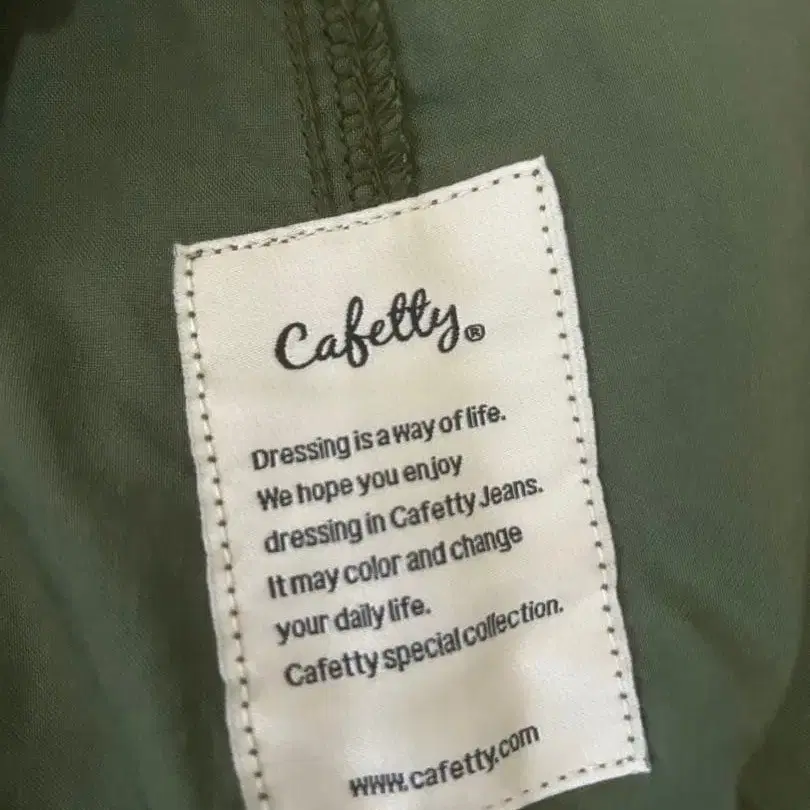 Cafetty®
Dressing is a way of life.
We hope you enjoy
dressing in Cafetty Jeans.
It may color and change
your daily life.
Cafetty special collection.
www.cafetty.com